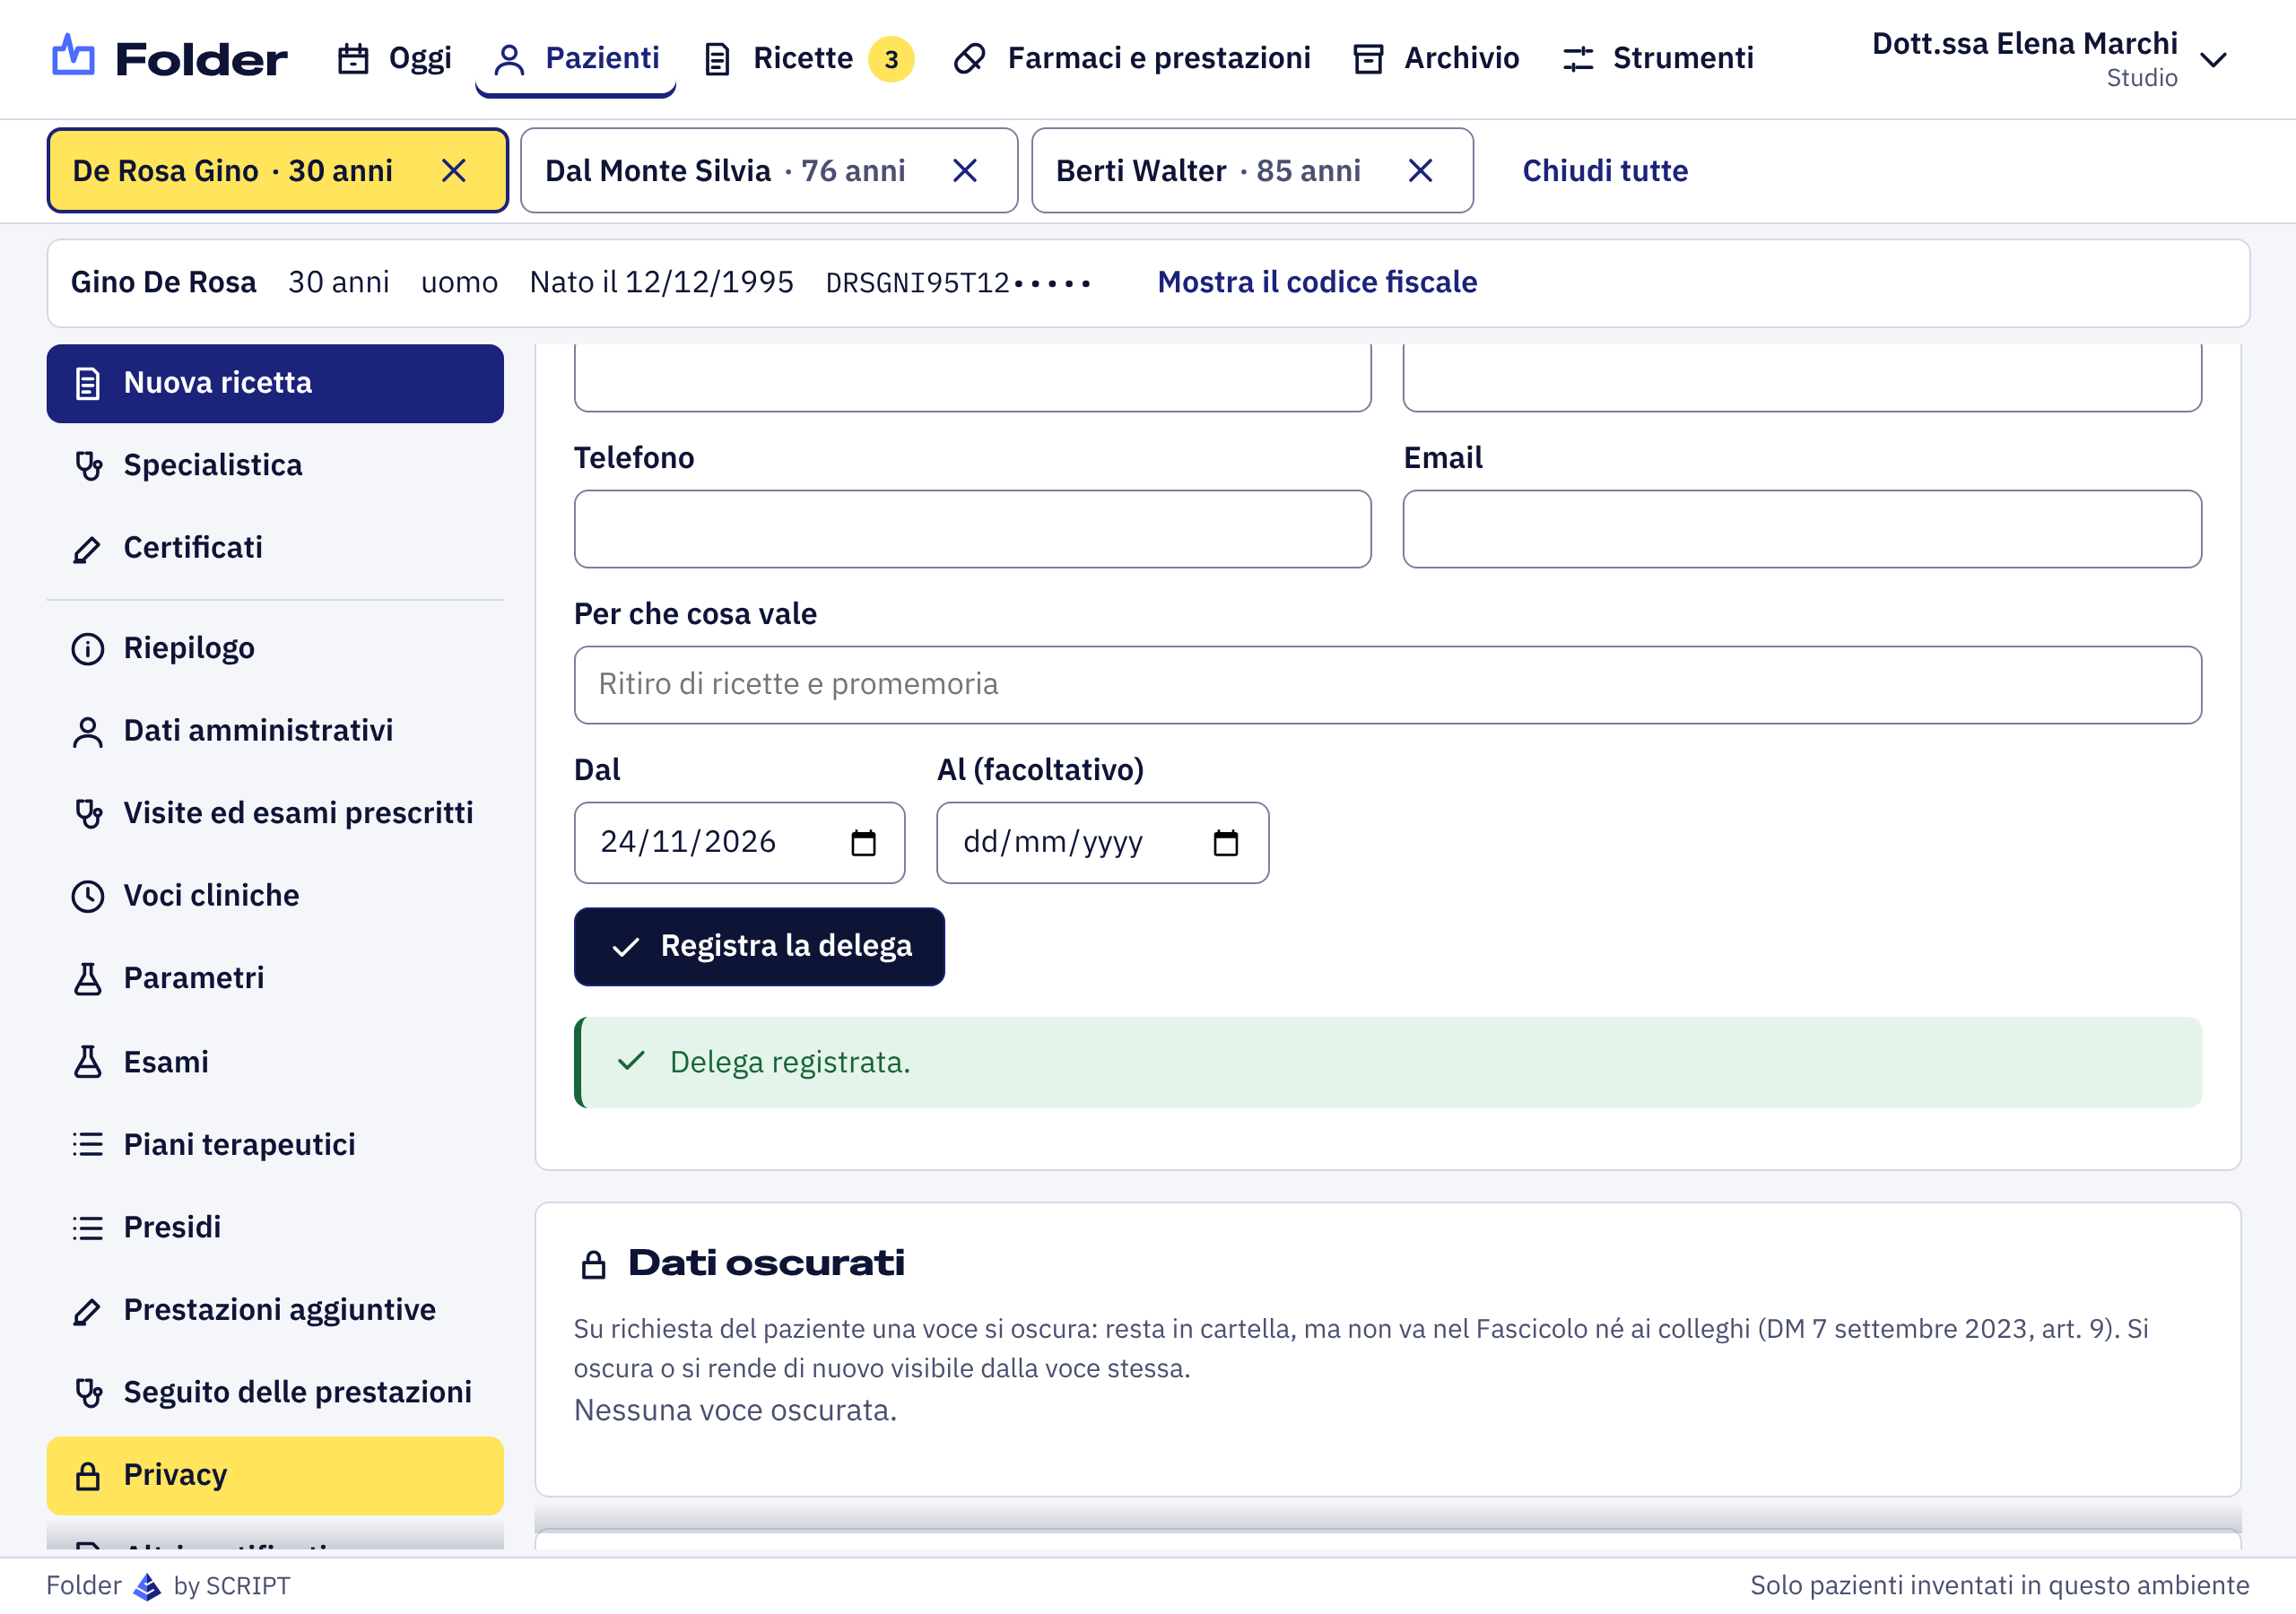 Folder
Oggi
Pazienti
Ricette 3
Farmaci e prestazioni
Archivio
Strumenti
Dott.ssa Elena Marchi
Studio
De Rosa Gino · 30 anni
Dal Monte Silvia · 76 anni
Berti Walter · 85 anni
Chiudi tutte
Gino De Rosa 30 anni uomo Nato il 12/12/1995 DRSGNI95T12••••• Mostra il codice fiscale
Nuova ricetta
Specialistica
Certificati
Riepilogo
Dati amministrativi
Visite ed esami prescritti
Voci cliniche
Parametri
Esami
Piani terapeutici
Presidi
Prestazioni aggiuntive
Seguito delle prestazioni
Privacy
Telefono
Email
Per che cosa vale
Ritiro di ricette e promemoria
Dal
Al (facoltativo)
24/11/2026
dd/mm/yyyy
Registra la delega
Delega registrata.
Dati oscurati
Su richiesta del paziente una voce si oscura: resta in cartella, ma non va nel Fascicolo né ai colleghi (DM 7 settembre 2023, art. 9). Si
oscura o si rende di nuovo visibile dalla voce stessa.
Nessuna voce oscurata.
Folder by SCRIPT
Solo pazienti inventati in questo ambiente